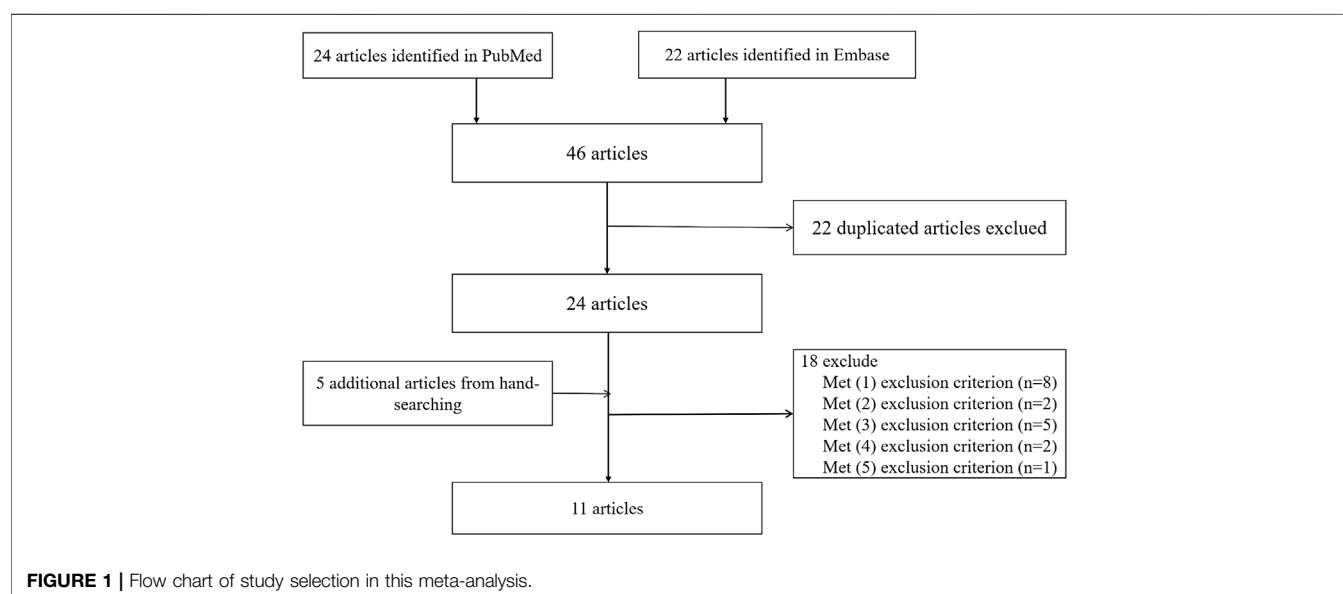 24 articles identified in PubMed
22 articles identified in Embase
46 articles
22 duplicated articles exclued
24 articles
5 additional articles from hand-
searching
18 exclude
Met (1) exclusion criterion (n=8)
Met (2) exclusion criterion (n=2)
Met (3) exclusion criterion (n=5)
Met (4) exclusion criterion (n=2)
Met (5) exclusion criterion (n=1)
11 articles
FIGURE 1 | Flow chart of study selection in this meta-analysis.